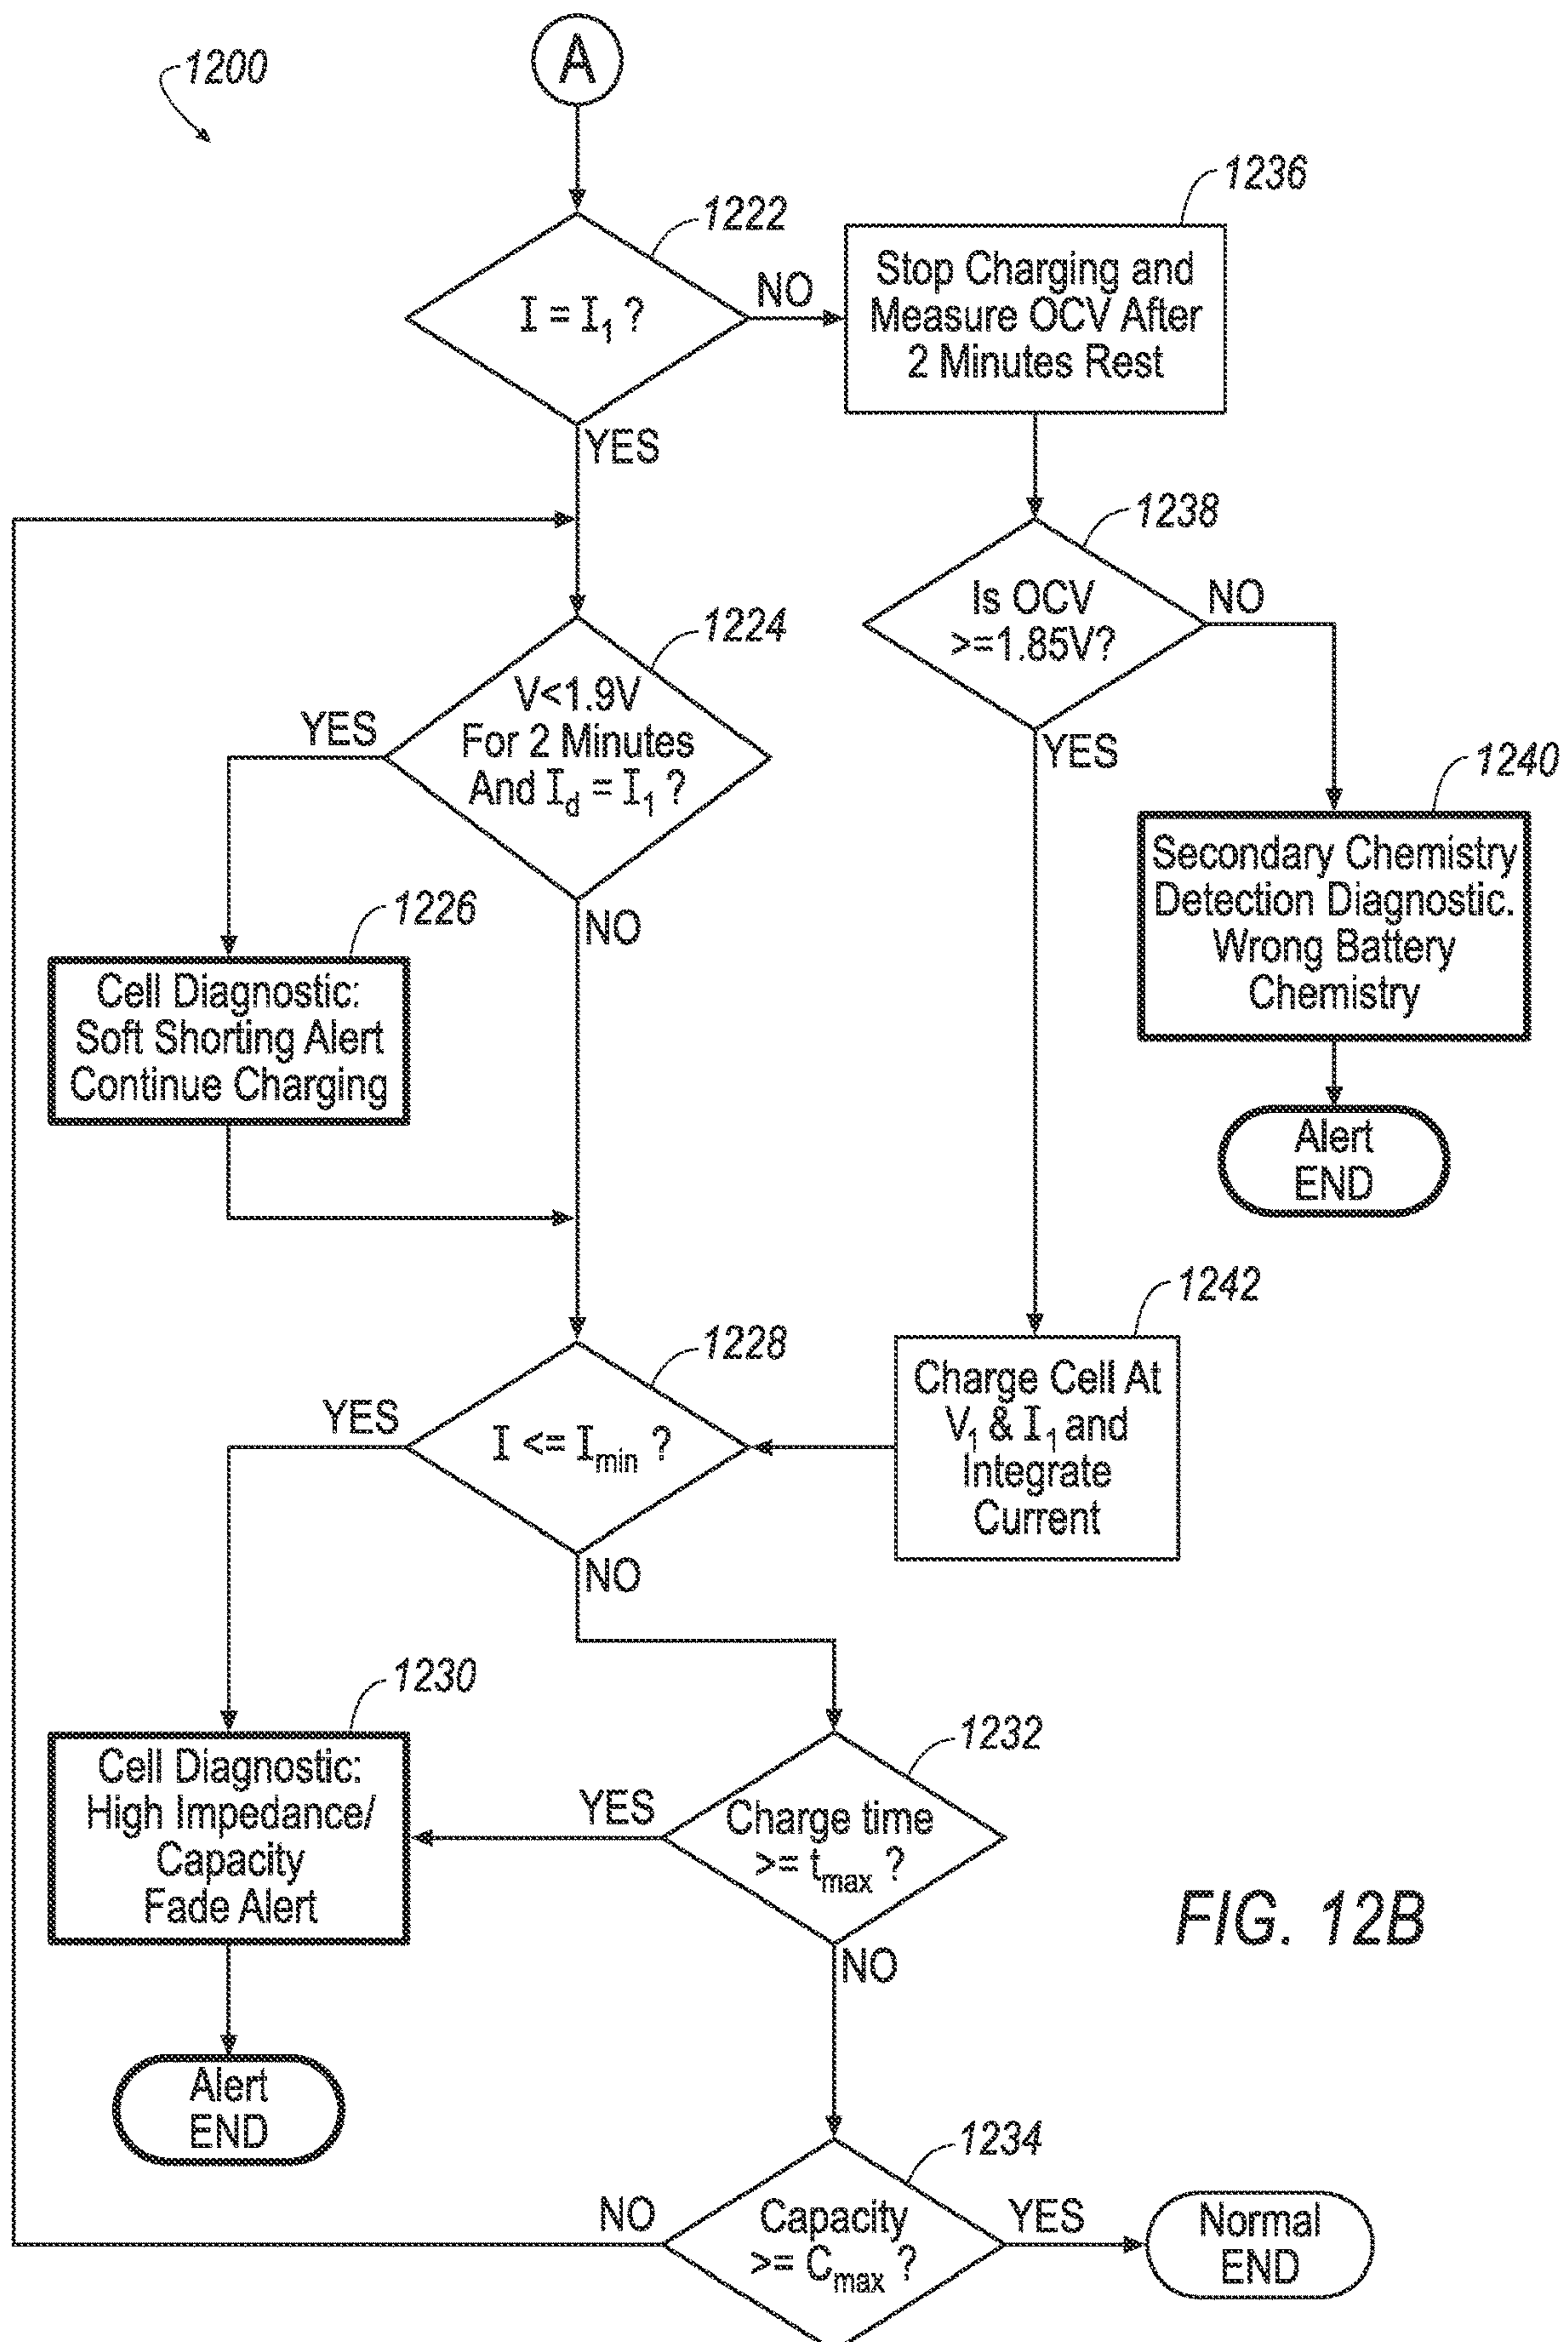 1200
A
1222
I = I1 ?
NO
YES
1236
Stop Charging and
Measure OCV After
2 Minutes Rest
1238
Is OCV
>=1.85V?
NO
YES
1224
V<1.9V
For 2 Minutes
And Id = I1 ?
YES
NO
1240
Secondary Chemistry
Detection Diagnostic.
Wrong Battery
Chemistry
Alert
END
1226
Cell Diagnostic:
Soft Shorting Alert
Continue Charging
1242
Charge Cell At
V1 & I1 and
Integrate
Current
1228
I <= Imin ?
YES
NO
1230
Cell Diagnostic:
High Impedance/
Capacity
Fade Alert
1232
Charge time
>= tmax ?
YES
NO
FIG. 12B
Alert
END
1234
Capacity
>= Cmax ?
NO
YES
Normal
END